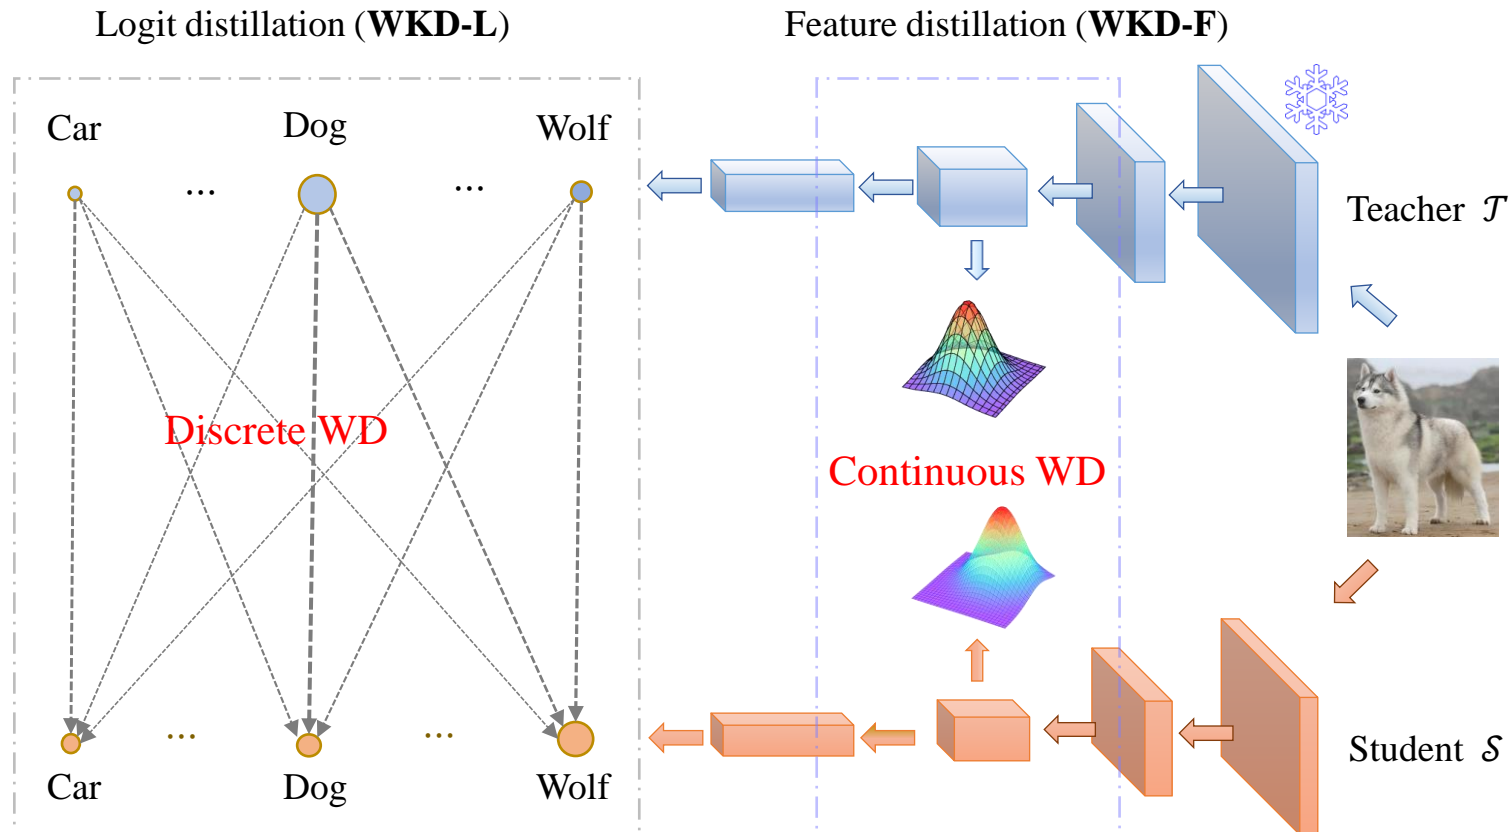 Logit distillation (WKD-L)
Feature distillation (WKD-F)
Car
Dog
Wolf
...
...
Teacher 𝒯
Discrete WD
Continuous WD
...
...
Student 𝒮
Car
Dog
Wolf